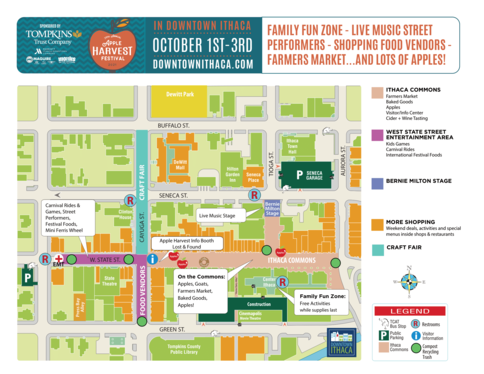 SPONSORED BY
TOMPKINS
Trust Company
MAGUIRE
Apple
HARVEST
FESTIVAL
IN DOWNTOWN ITHACA
OCTOBER 1ST-3RD
DOWNTOWNITHACA.COM
FAMILY FUN ZONE - LIVE MUSIC STREET
PERFORMERS - SHOPPING FOOD VENDORS -
FARMERS MARKET...AND LOTS OF APPLES!
Dewitt Park
BUFFALO ST.
CRAFT FAIR
DeWitt
Mall
Hilton
Garden
Inn
Seneca
Place
TIOGA ST.
Ithaca
Town
Hall
P SENECA
GARAGE
AURORA ST.
SENECA ST.
R
R
Carnival Rides &
Games, Street
Performers,
Festival Foods,
Mini Ferris Wheel
Clinton
CAYUGA ST.
Live Music Stage
Bernie
Milton
Stage
Apple Harvest Info Booth
Lost & Found
R
EMT
W. STATE ST.
i
ITHACA COMMONS
P
State
Theatre
FOOD VENDORS
On the Commons:
Apples, Goats,
Farmers Market,
Baked Goods,
Apples!
R
Family Fun Zone:
Free Activities
while supplies last
Construction
Cinemapolis
Movie Theatre
GREEN ST.
Tompkins County
Public Library
DOWNTOWN
ITHACA
ITHACA COMMONS
Farmers Market
Baked Goods
Apples
Visitor/Info Center
Cider + Wine Tasting
WEST STATE STREET
ENTERTAINMENT AREA
Kids Games
Carnival Rides
International Festival Foods
BERNIE MILTON STAGE
MORE SHOPPING
Weekend deals, activities and special
menus inside shops & restaurants
CRAFT FAIR
N
LEGEND
TCAT
Bus Stop
R Restrooms
P Public
Parking
i Visitor
Information
Ithaca
Commons
Compost
Recycling
Trash